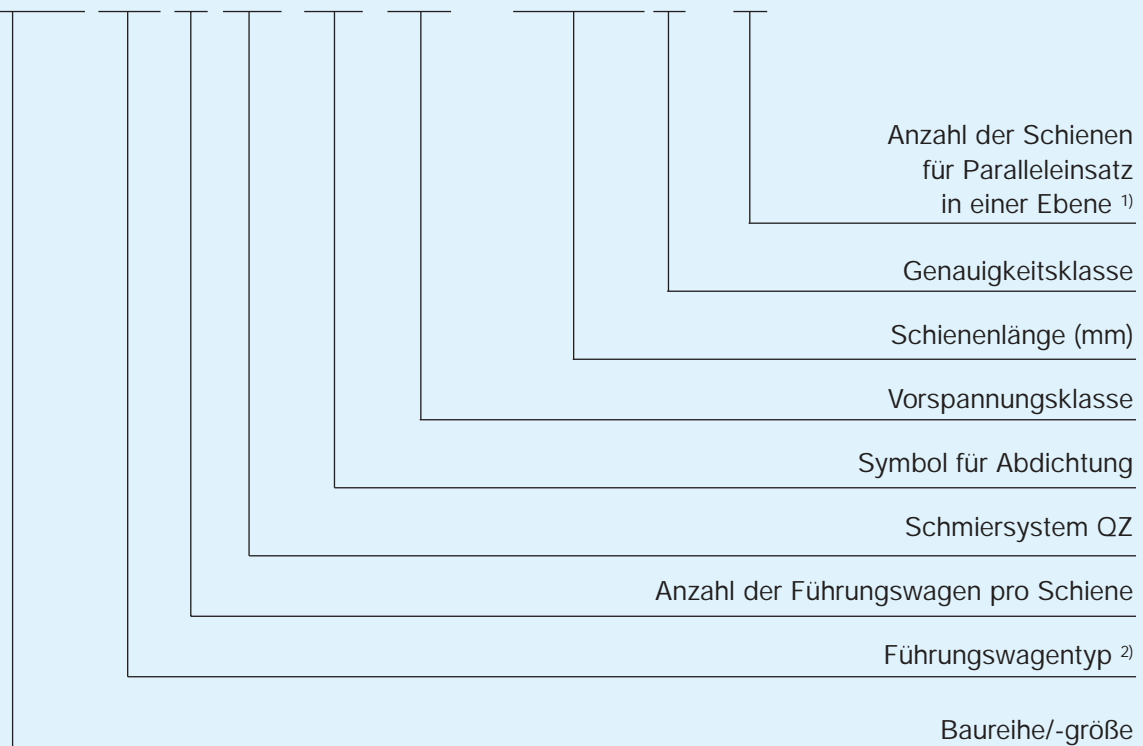 Anzahl der Schienen
für Paralleleinsatz
in einer Ebene 1)
Genauigkeitsklasse
Schienenlänge (mm)
Vorspannungsklasse
Symbol für Abdichtung
Schmiersystem QZ
Anzahl der Führungswagen pro Schiene
Führungswagentyp 2)
Baureihe/-größe